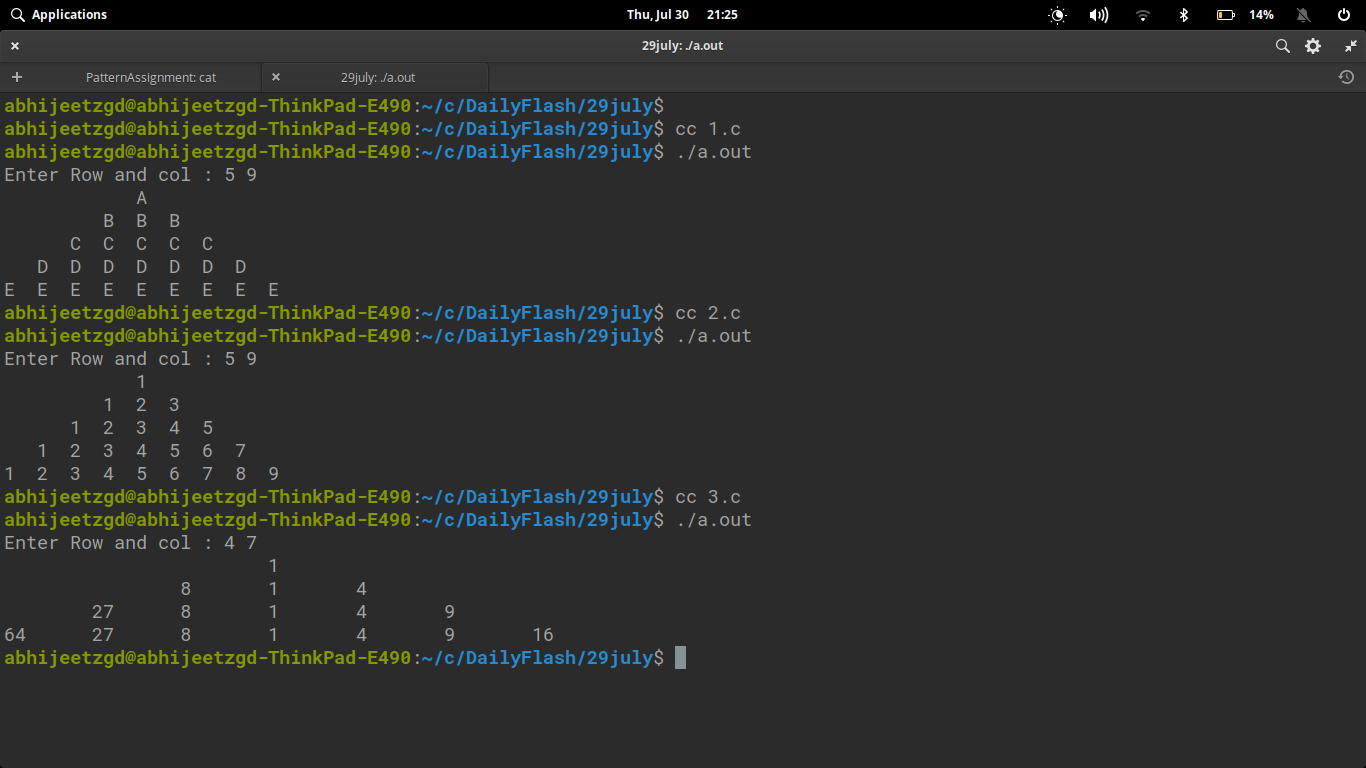 Applications Thu, Jul 30 21:25 14%
29july: ./a.out
PatternAssignment: cat 29july: ./a.out
abhijeetzgd@abhijeetzgd-ThinkPad-E490:~/c/DailyFlash/29july$
abhijeetzgd@abhijeetzgd-ThinkPad-E490:~/c/DailyFlash/29july$ cc 1.c
abhijeetzgd@abhijeetzgd-ThinkPad-E490:~/c/DailyFlash/29july$ ./a.out
Enter Row and col : 5 9
            A
         B  B  B
      C  C  C  C  C
   D  D  D  D  D  D  D
E  E  E  E  E  E  E  E  E
abhijeetzgd@abhijeetzgd-ThinkPad-E490:~/c/DailyFlash/29july$ cc 2.c
abhijeetzgd@abhijeetzgd-ThinkPad-E490:~/c/DailyFlash/29july$ ./a.out
Enter Row and col : 5 9
            1
         1  2  3
      1  2  3  4  5
   1  2  3  4  5  6  7
1  2  3  4  5  6  7  8  9
abhijeetzgd@abhijeetzgd-ThinkPad-E490:~/c/DailyFlash/29july$ cc 3.c
abhijeetzgd@abhijeetzgd-ThinkPad-E490:~/c/DailyFlash/29july$ ./a.out
Enter Row and col : 4 7
                        1
                8       1       4
        27      8       1       4       9
64      27      8       1       4       9       16
abhijeetzgd@abhijeetzgd-ThinkPad-E490:~/c/DailyFlash/29july$